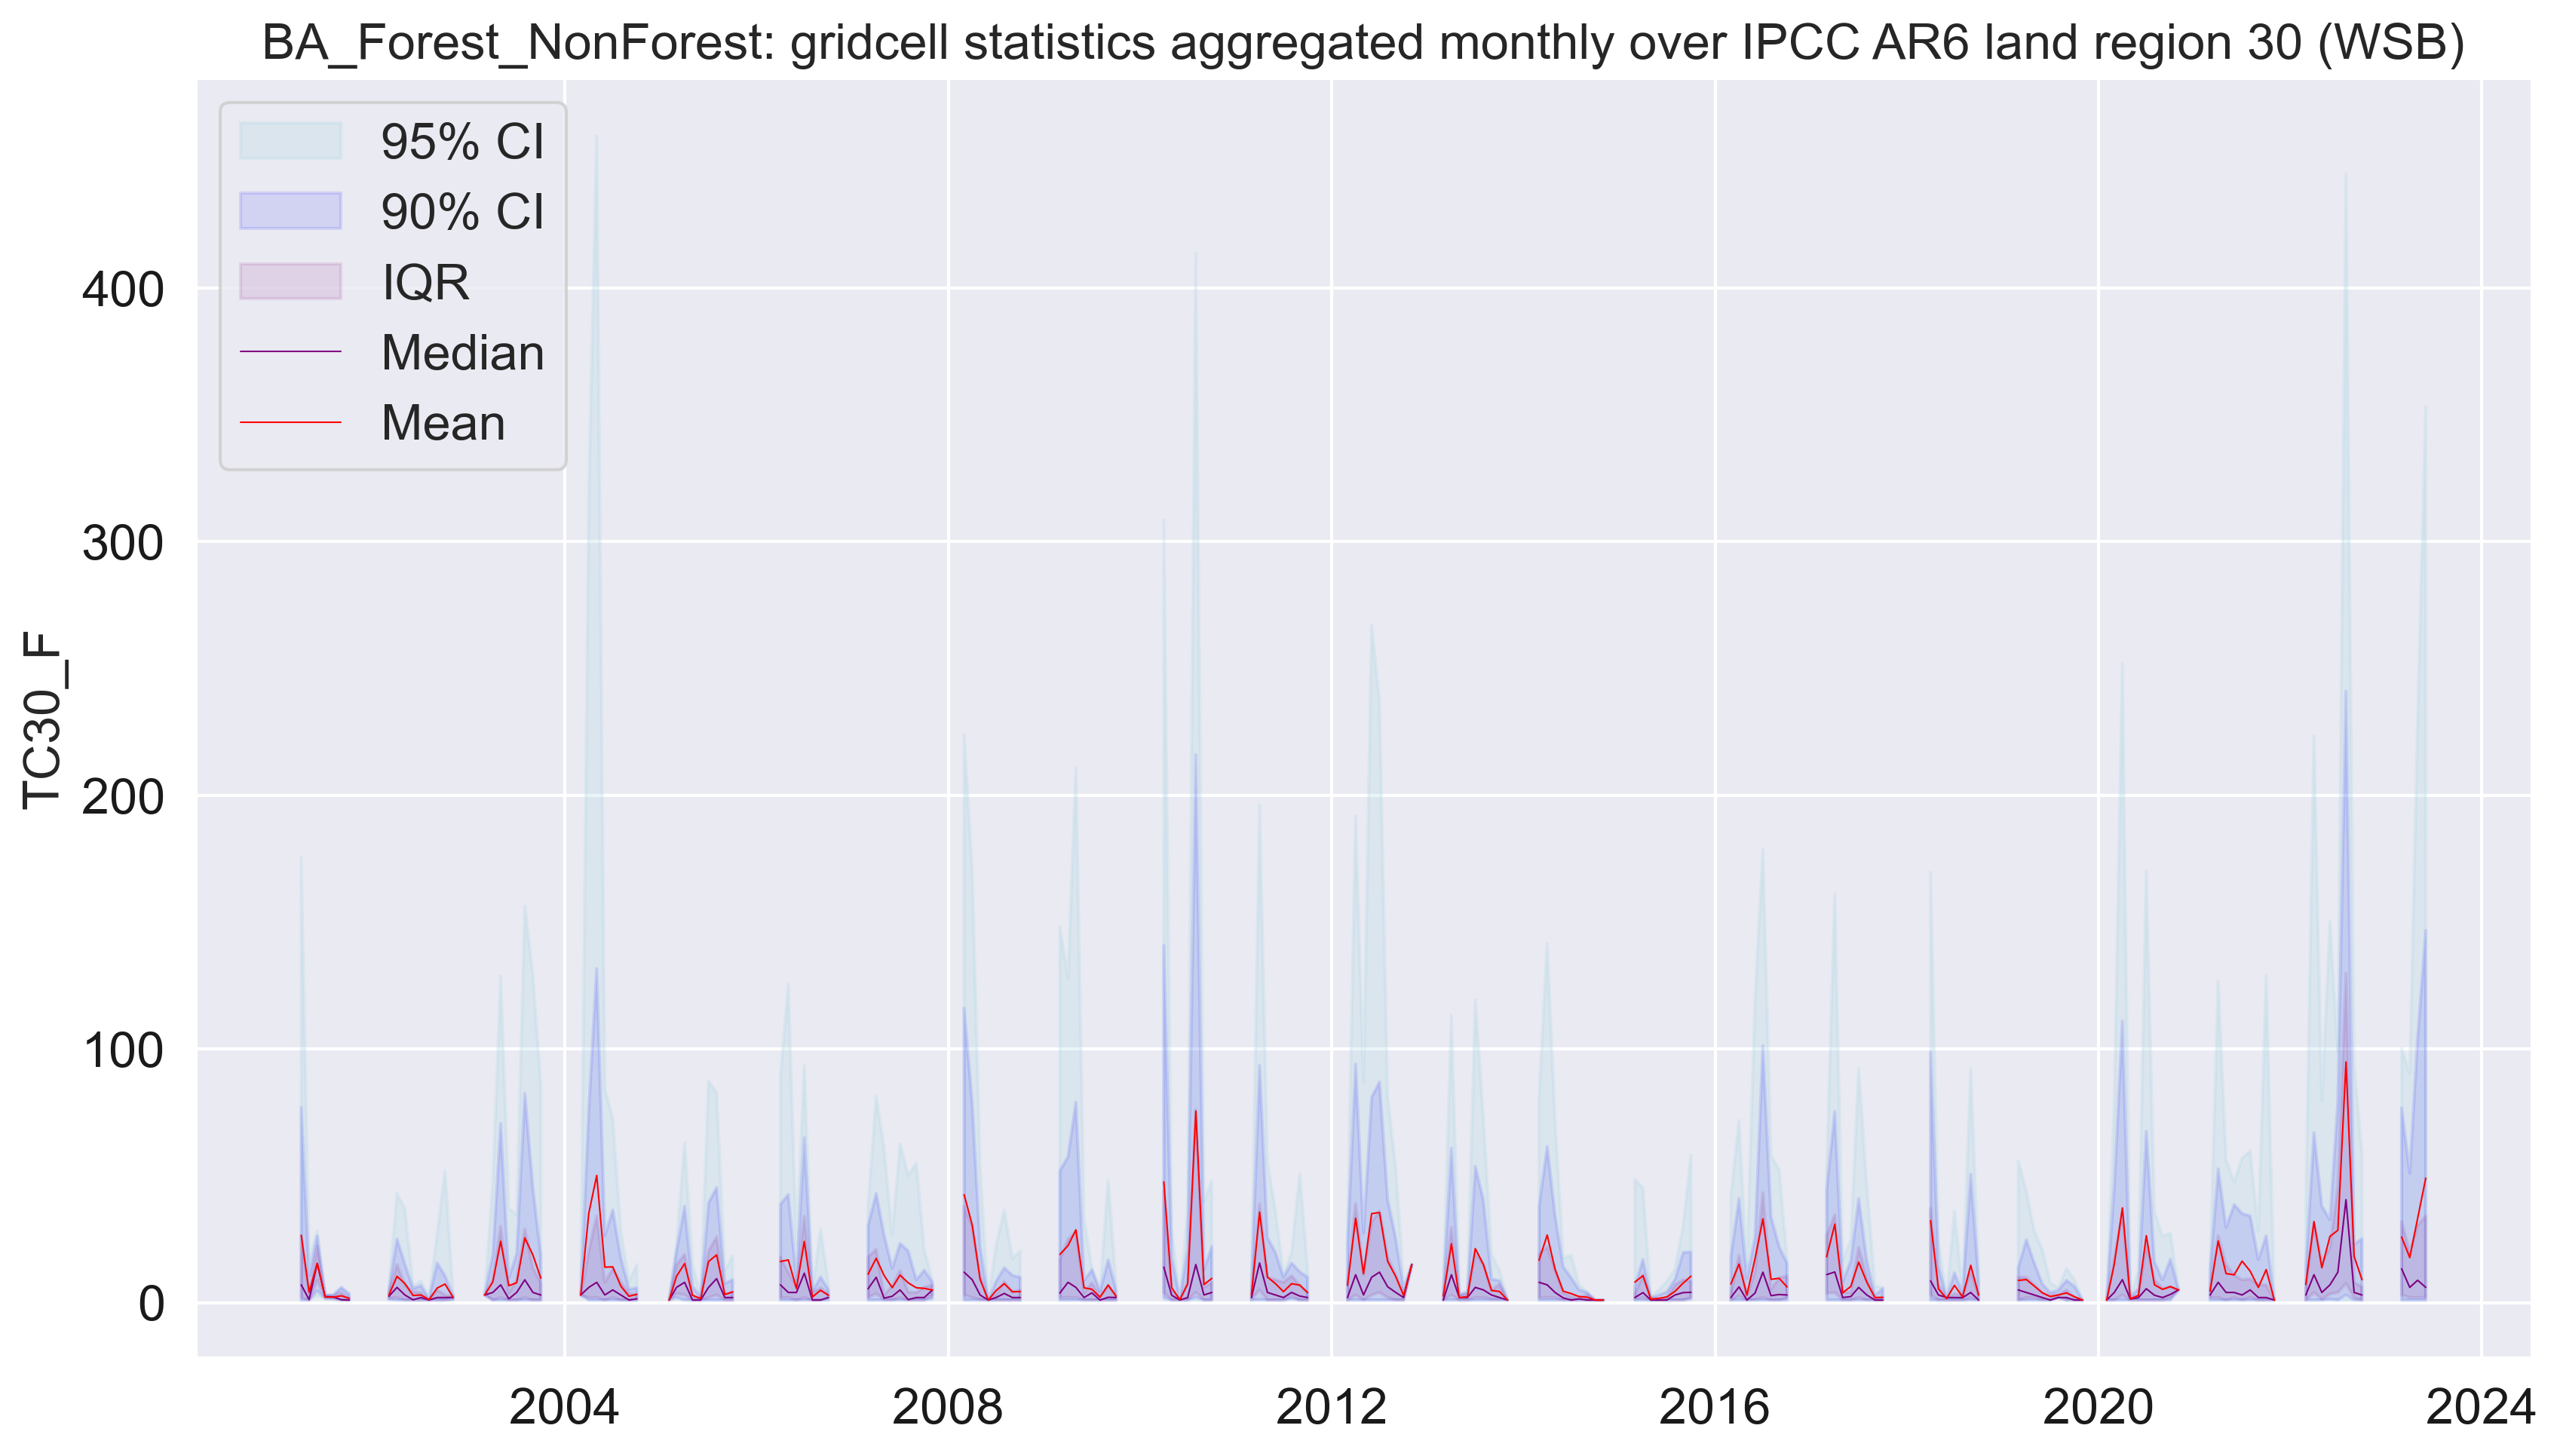 BA_Forest_NonForest: gridcell statistics aggregated monthly over IPCC AR6 land region 30 (WSB)
95% CI
90% CI
IQR
Median
Mean
TC30_F
400
300
200
100
0
2004
2008
2012
2016
2020
2024